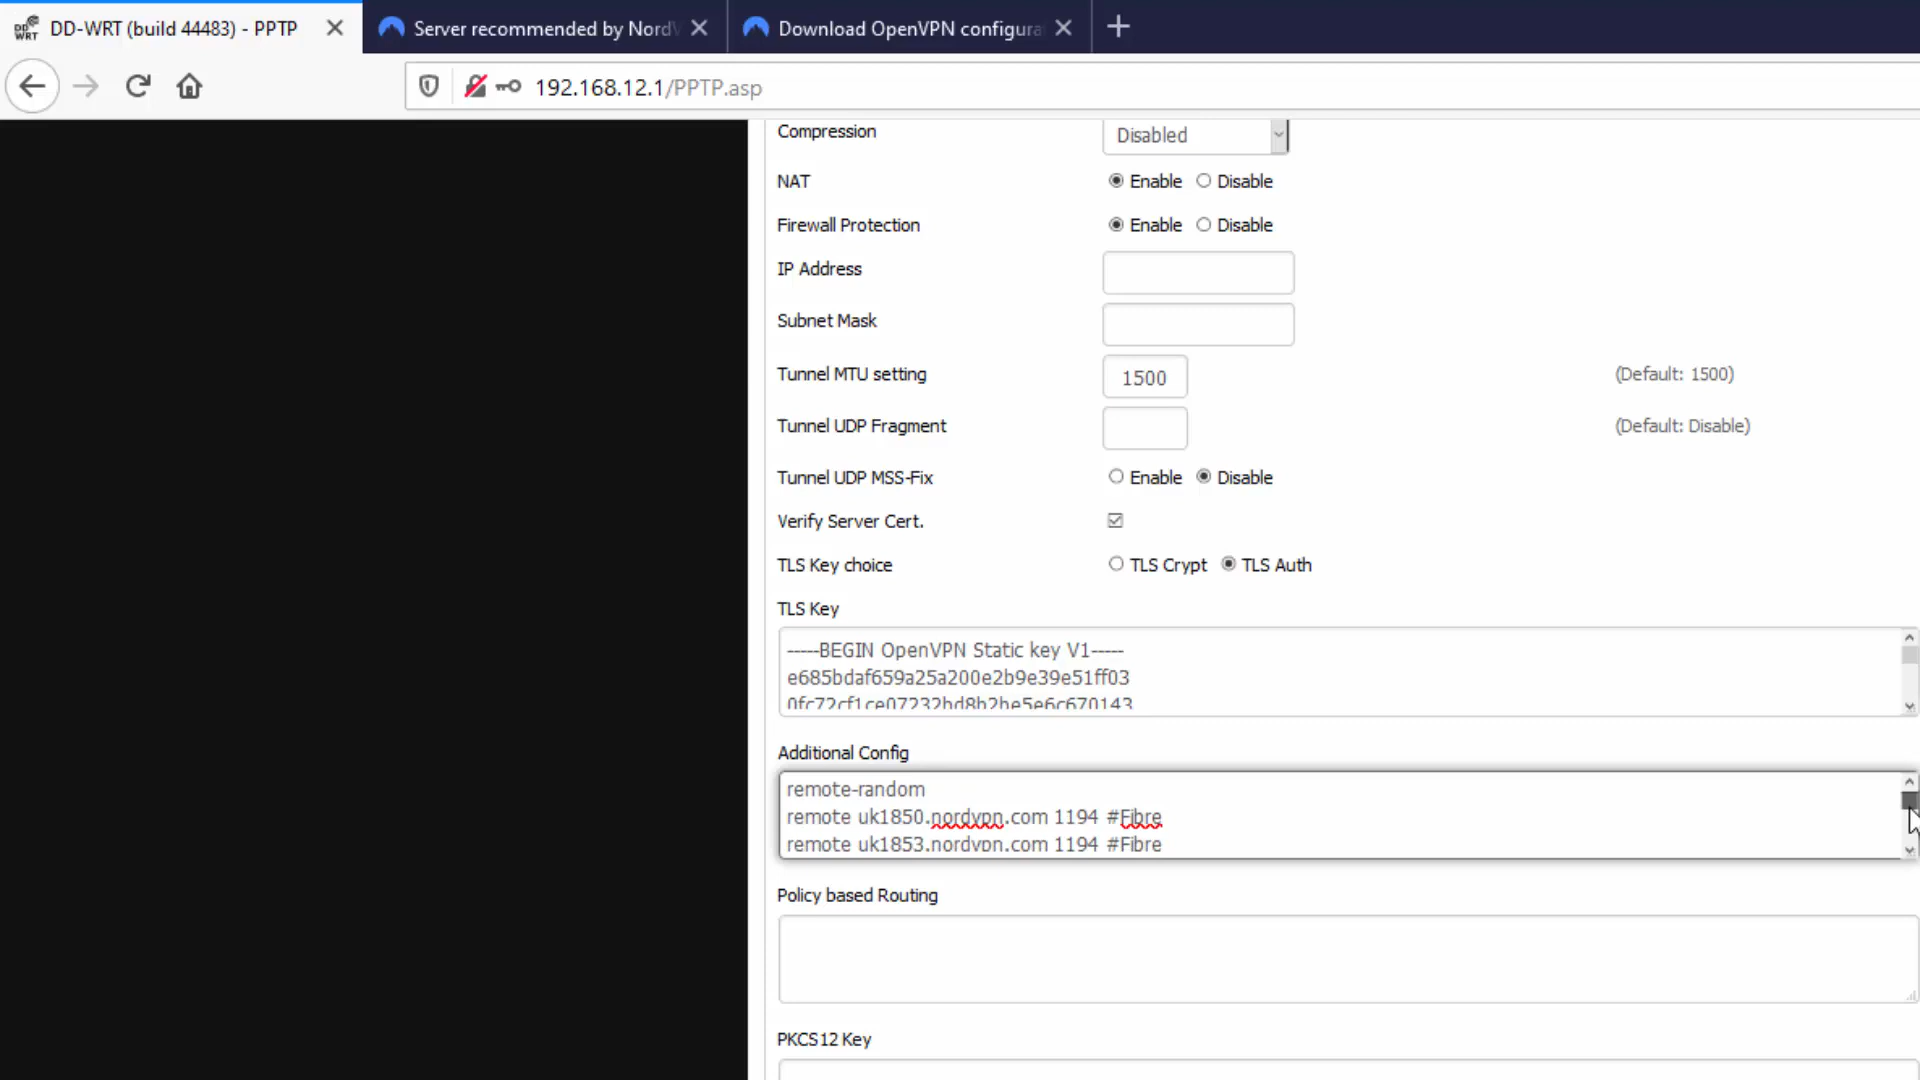 DD-WRT (build 44483) - PPTP
Server recommended by NordV
Download OpenVPN configura
192.168.12.1/PPTP.asp
Compression Disabled
NAT Enable Disable
Firewall Protection Enable Disable
IP Address
Subnet Mask
Tunnel MTU setting 1500 (Default: 1500)
Tunnel UDP Fragment (Default: Disable)
Tunnel UDP MSS-Fix Enable Disable
Verify Server Cert.
TLS Key choice TLS Crypt TLS Auth
TLS Key
-----BEGIN OpenVPN Static key V1-----
e685bdaf659a25a200e2b9e39e51ff03
0fc72cf1ce07232bd8b2be5e6c670143
Additional Config
remote-random
remote uk1850.nordvpn.com 1194 #Fibre
remote uk1853.nordvpn.com 1194 #Fibre
Policy based Routing
PKCS12 Key